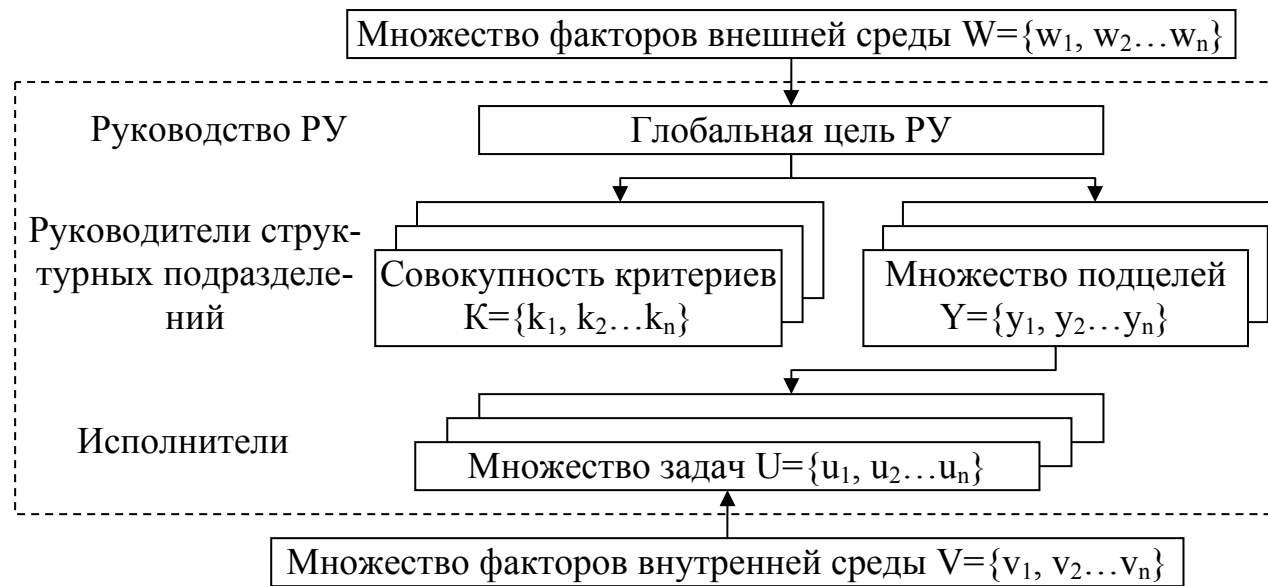 Множество факторов внешней среды W={w₁, w₂…wₙ}
Руководство РУ
Глобальная цель РУ
Руководители струк-
турных подразделе-
ний
Совокупность критериев
К={k₁, k₂…kₙ}
Множество подцелей
Y={y₁, y₂…yₙ}
Исполнители
Множество задач U={u₁, u₂…uₙ}
Множество факторов внутренней среды V={v₁, v₂…vₙ}